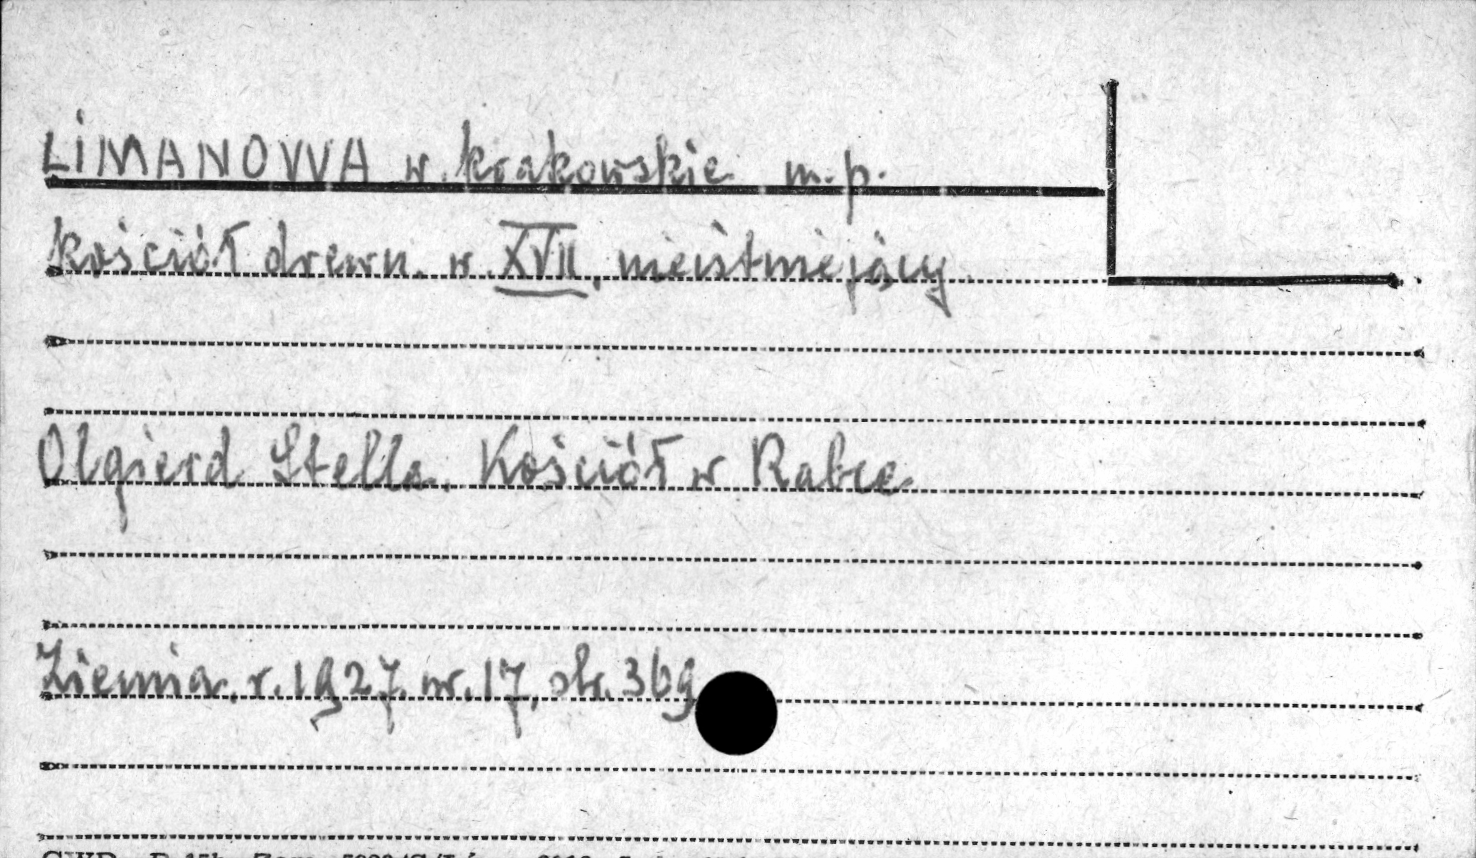 LIMANOWA w. krakowskie m.p.
kościół drewn. w. XVII, nieistniejący
Olgierd Stella. Kościół w Rabce
Ziemia, r. 1927, nr. 17, str. 369